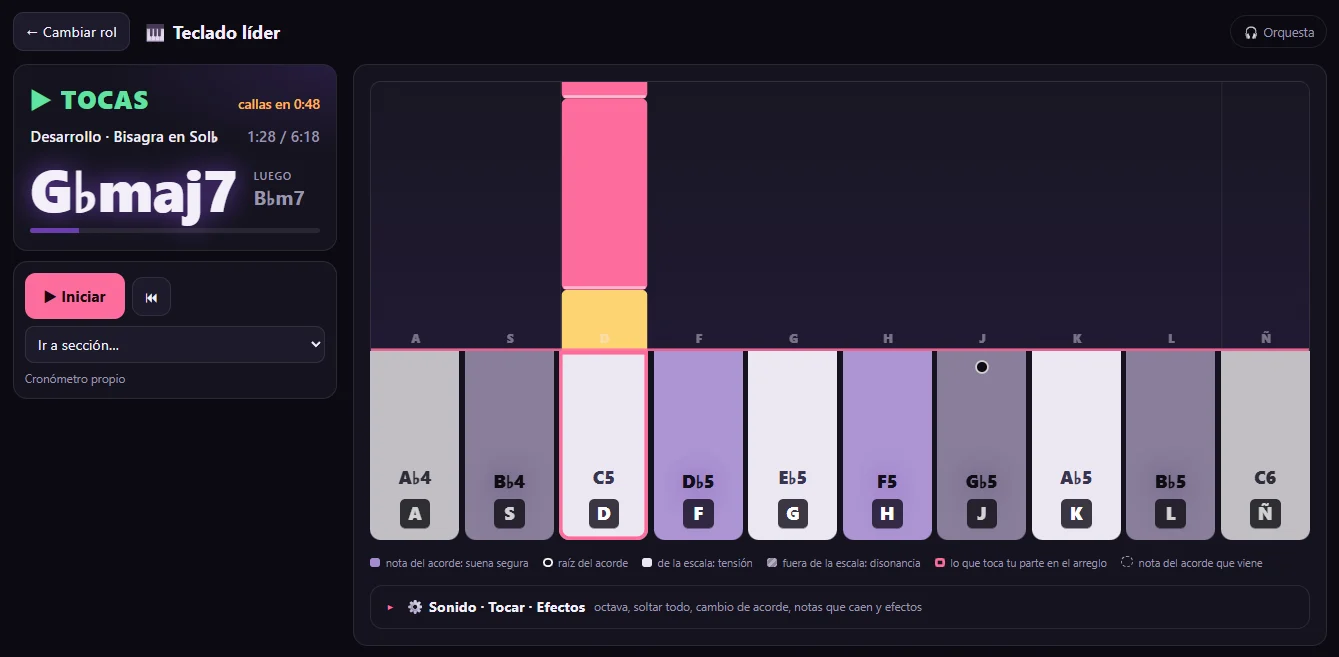 ← Cambiar rol
🎹 Teclado líder
🎧 Orquesta
▶ TOCAS
callas en 0:48
Desarrollo · Bisagra en Sol♭
1:28 / 6:18
G♭maj7
LUEGO
B♭m7
▶ Iniciar
⏮
Ir a sección...
Cronómetro propio
A S D F G H J K L Ñ
A♭4 B♭4 C5 D♭5 E♭5 F5 G♭5 A♭5 B♭5 C6
A S D F G H J K L Ñ
nota del acorde: suena segura
raíz del acorde
de la escala: tensión
fuera de la escala: disonancia
lo que toca tu parte en el arreglo
nota del acorde que viene
▸ ⚙ Sonido · Tocar · Efectos octava, soltar todo, cambio de acorde, notas que caen y efectos